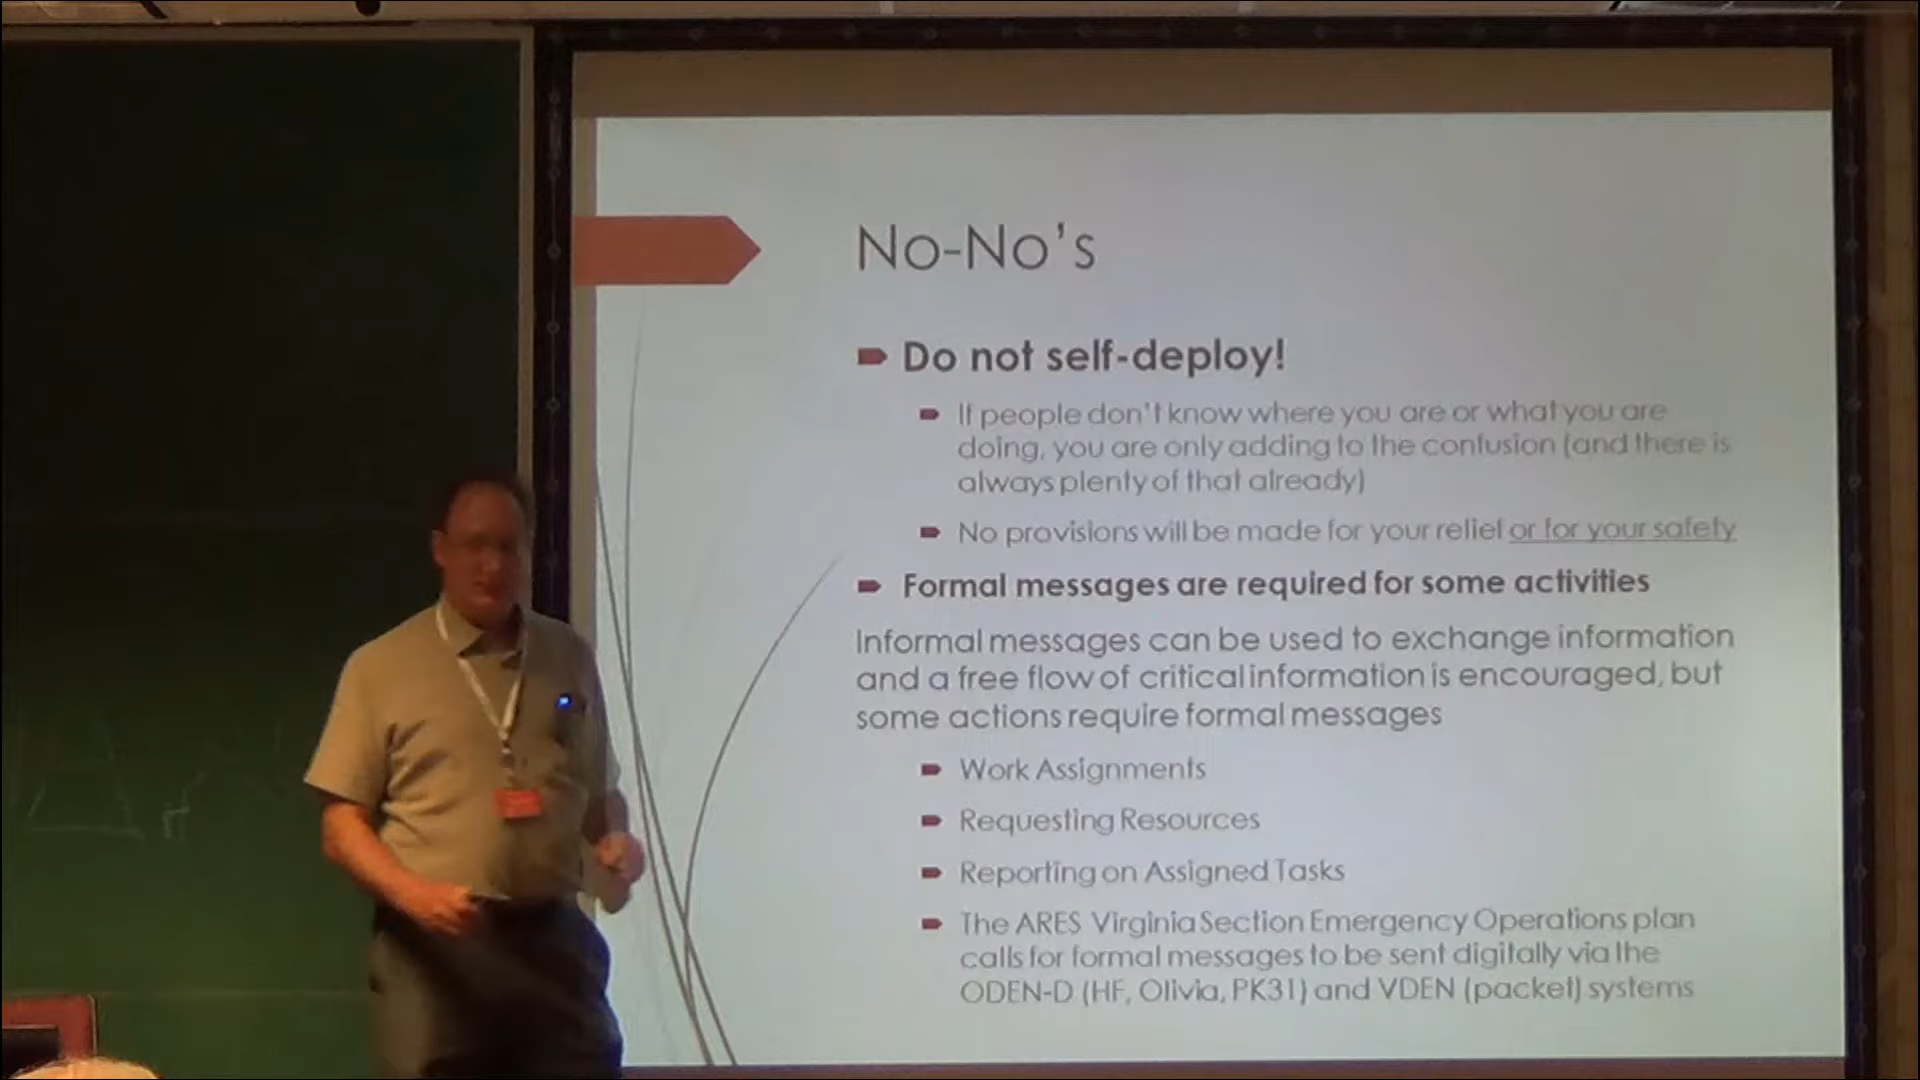 No-No's
Do not self-deploy!
If people don't know where you are or what you are
doing, you are only adding to the confusion (and there is
always plenty of that already)
No provisions will be made for your relief or for your safety
Formal messages are required for some activities
Informal messages can be used to exchange information
and a free flow of critical information is encouraged, but
some actions require formal messages
Work Assignments
Requesting Resources
Reporting on Assigned Tasks
The ARES Virginia Section Emergency Operations plan
calls for formal messages to be sent digitally via the
ODEN-D (HF, Olivia, PK31) and VDEN (packet) systems